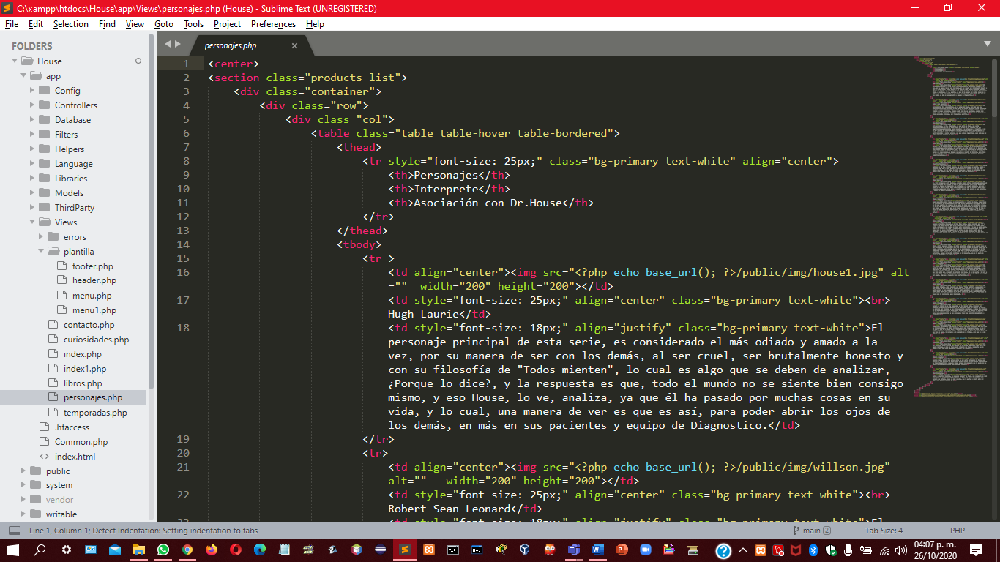 C:\xampp\htdocs\House\app\Views\personajes.php (House) - Sublime Text (UNREGISTERED)
File Edit Selection Find View Goto Tools Project Preferences Help
FOLDERS
House
app
Config
Controllers
Database
Filters
Helpers
Language
Libraries
Models
ThirdParty
Views
errors
plantilla
footer.php
header.php
menu.php
menu1.php
contacto.php
curiosidades.php
index.php
index1.php
libros.php
personajes.php
temporadas.php
.htaccess
Common.php
<> index.html
public
system
vendor
writable
personajes.php ×
1 <center>
2 <section class="products-list">
3 <div class="container">
4 <div class="row">
5 <div class="col">
6 <table class="table table-hover table-bordered">
7 <thead>
8 <tr style="font-size: 25px;" class="bg-primary text-white" align="center">
9 <th>Personajes</th>
10 <th>Interprete</th>
11 <th>Asociación con Dr.House</th>
12 </tr>
13 </thead>
14 <tbody>
15 <tr >
16 <td align="center"><img src="<?php echo base_url(); ?>/public/img/house1.jpg" alt
="" width="200" height="200"></td>
17 <td style="font-size: 25px;" align="center" class="bg-primary text-white"><br>
Hugh Laurie</td>
18 <td style="font-size: 18px;" align="justify" class="bg-primary text-white">El
personaje principal de esta serie, es considerado el más odiado y amado a la
vez, por su manera de ser con los demás, al ser cruel, ser brutalmente honesto y
con su filosofía de "Todos mienten", lo cual es algo que se deben de analizar,
¿Porque lo dice?, y la respuesta es que, todo el mundo no se siente bien consigo
mismo, y eso House, lo ve, analiza, ya que él ha pasado por muchas cosas en su
vida, y lo cual, una manera de ver es que es así, para poder abrir los ojos de
los demás, en más en sus pacientes y equipo de Diagnostico.</td>
19 </tr>
20 <tr>
21 <td align="center"><img src="<?php echo base_url(); ?>/public/img/willson.jpg"
alt="" width="200" height="200"></td>
22 <td style="font-size: 25px;" align="center" class="bg-primary text-white"><br>
Robert Sean Leonard</td>
23 <td style="font-size: 18px;" align="justify" class="bg-primary text-white">El
Line 1, Column 1; Detect Indentation: Setting indentation to tabs main 2 Tab Size: 4 PHP
04:07 p. m.
26/10/2020